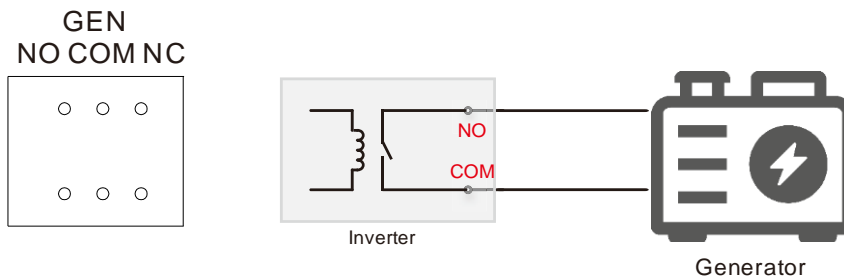 GEN
NO COM NC
NO
COM
Inverter
Generator